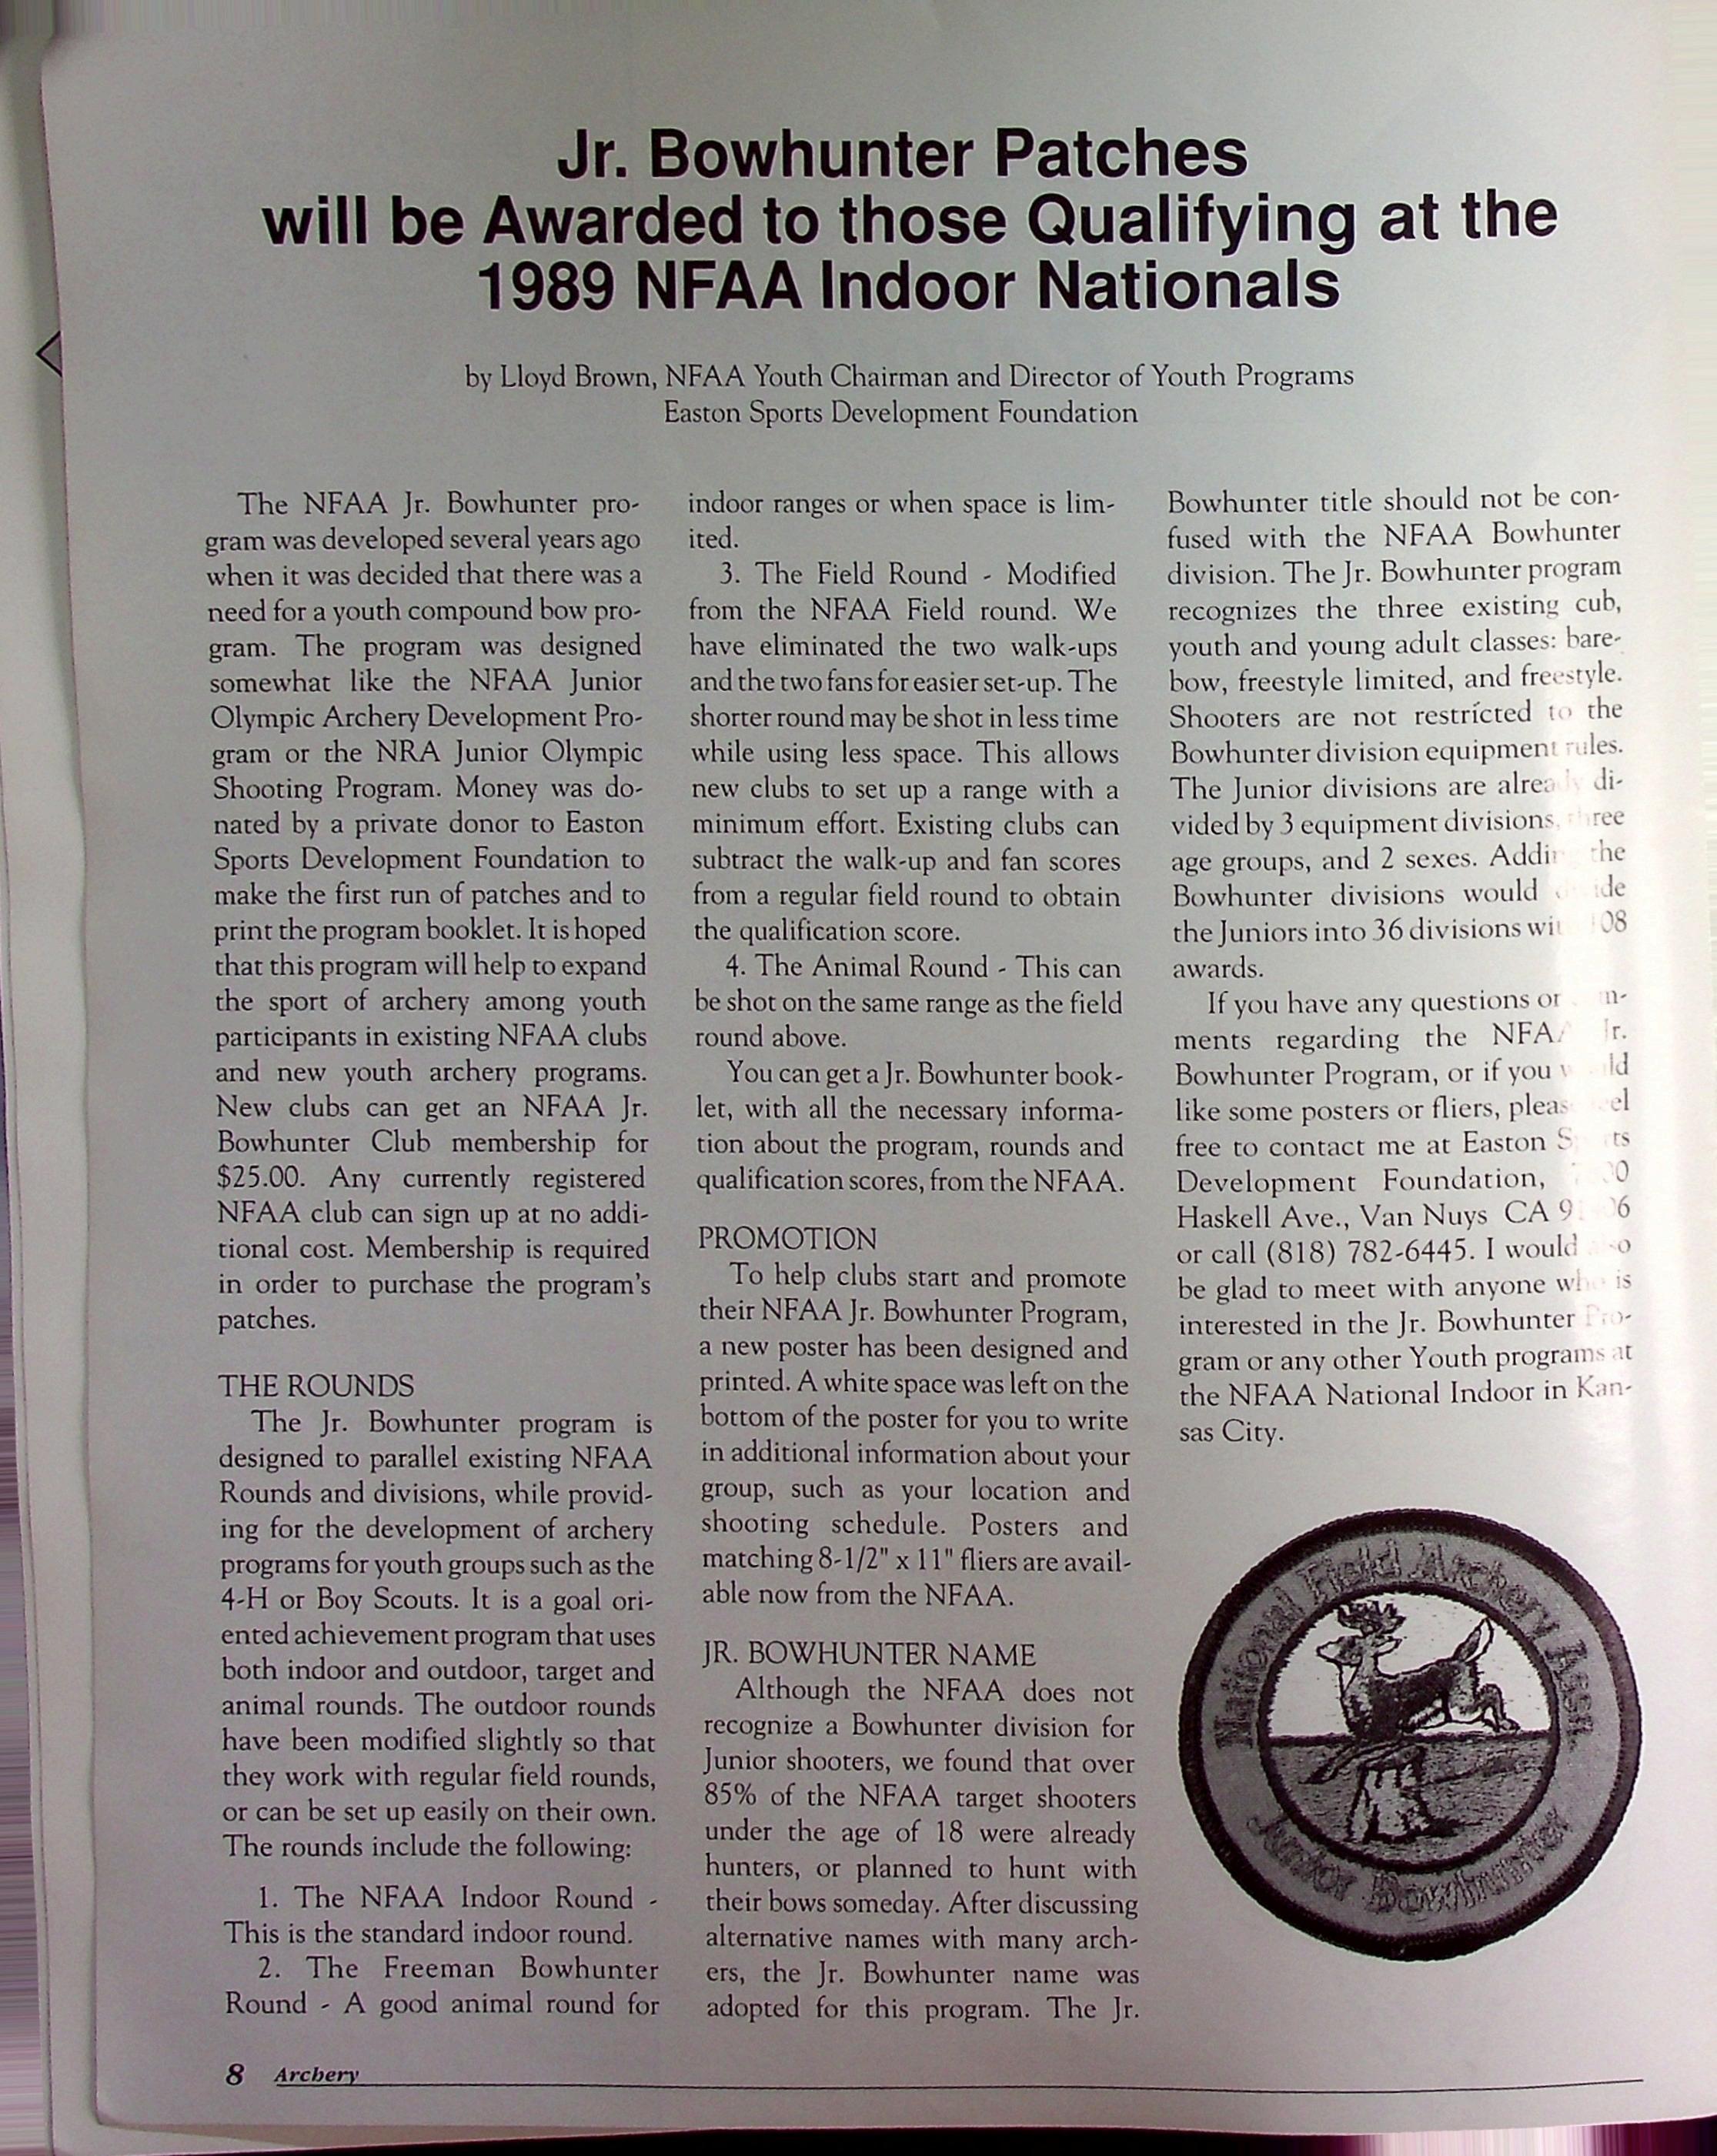 Jr. Bowhunter Patches
will be Awarded to those Qualifying at the
1989 NFAA Indoor Nationals
by Lloyd Brown, NFAA Youth Chairman and Director of Youth Programs
Easton Sports Development Foundation
The NFAA Jr. Bowhunter pro-
gram was developed several years ago
when it was decided that there was a
need for a youth compound bow pro-
gram. The program was designed
somewhat like the NFAA Junior
Olympic Archery Development Pro-
gram or the NRA Junior Olympic
Shooting Program. Money was do-
nated by a private donor to Easton
Sports Development Foundation to
make the first run of patches and to
print the program booklet. It is hoped
that this program will help to expand
the sport of archery among youth
participants in existing NFAA clubs
and new youth archery programs.
New clubs can get an NFAA Jr.
Bowhunter Club membership for
$25.00. Any currently registered
NFAA club can sign up at no addi-
tional cost. Membership is required
in order to purchase the program's
patches.
THE ROUNDS
The Jr. Bowhunter program is
designed to parallel existing NFAA
Rounds and divisions, while provid-
ing for the development of archery
programs for youth groups such as the
4-H or Boy Scouts. It is a goal ori-
ented achievement program that uses
both indoor and outdoor, target and
animal rounds. The outdoor rounds
have been modified slightly so that
they work with regular field rounds,
or can be set up easily on their own.
The rounds include the following:
1. The NFAA Indoor Round -
This is the standard indoor round.
2. The Freeman Bowhunter
Round - A good animal round for
indoor ranges or when space is lim-
ited.
3. The Field Round - Modified
from the NFAA Field round. We
have eliminated the two walk-ups
and the two fans for easier set-up. The
shorter round may be shot in less time
while using less space. This allows
new clubs to set up a range with a
minimum effort. Existing clubs can
subtract the walk-up and fan scores
from a regular field round to obtain
the qualification score.
4. The Animal Round - This can
be shot on the same range as the field
round above.
You can get a Jr. Bowhunter book-
let, with all the necessary informa-
tion about the program, rounds and
qualification scores, from the NFAA.
PROMOTION
To help clubs start and promote
their NFAA Jr. Bowhunter Program,
a new poster has been designed and
printed. A white space was left on the
bottom of the poster for you to write
in additional information about your
group, such as your location and
shooting schedule. Posters and
matching 8-1/2" x 11" fliers are avail-
able now from the NFAA.
JR. BOWHUNTER NAME
Although the NFAA does not
recognize a Bowhunter division for
Junior shooters, we found that over
85% of the NFAA target shooters
under the age of 18 were already
hunters, or planned to hunt with
their bows someday. After discussing
alternative names with many arch-
ers, the Jr. Bowhunter name was
adopted for this program. The Jr.
Bowhunter title should not be con-
fused with the NFAA Bowhunter
division. The Jr. Bowhunter program
recognizes the three existing cub,
youth and young adult classes: bare-
bow, freestyle limited, and freestyle.
Shooters are not restricted to the
Bowhunter division equipment rules.
The Junior divisions are already di-
vided by 3 equipment divisions, three
age groups, and 2 sexes. Adding the
Bowhunter divisions would
the Juniors into 36 divisions with 108
awards.
If you have any questions or com-
ments regarding the NFAA Jr.
Bowhunter Program, or if you would
like some posters or fliers, please feel
free to contact me at Easton Sports
Development Foundation,
Haskell Ave., Van Nuys CA
or call (818) 782-6445. I would also
be glad to meet with anyone who is
interested in the Jr. Bowhunter Pro-
gram or any other Youth programs at
the NFAA National Indoor in Kan-
sas City.
National Field Archery Assn
Junior Bowhunter
8 Archery